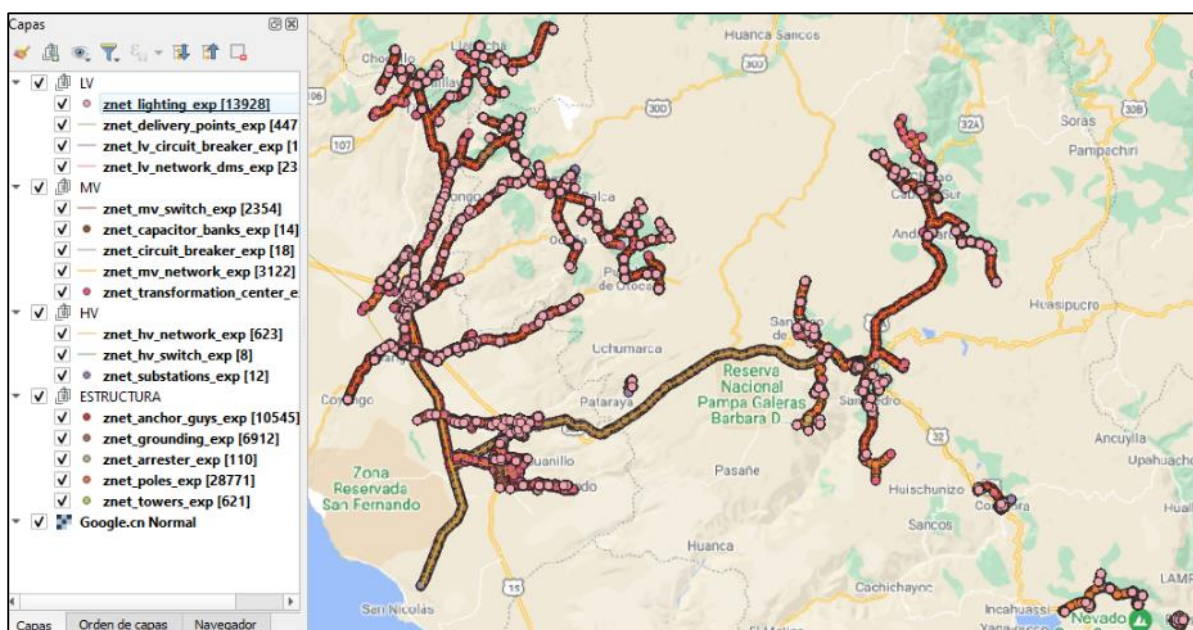 Capas
LV
znet_lighting_exp [13928]
znet_delivery_points_exp [447
znet_lv_circuit_breaker_exp [1
znet_lv_network_dms_exp [23
MV
znet_mv_switch_exp [2354]
znet_capacitor_banks_exp [14]
znet_circuit_breaker_exp [18]
znet_mv_network_exp [3122]
znet_transformation_center_e
HV
znet_hv_network_exp [623]
znet_hv_switch_exp [8]
znet_substations_exp [12]
ESTRUCTURA
znet_anchor_guys_exp [10545]
znet_grounding_exp [6912]
znet_arrester_exp [110]
znet_poles_exp [28771]
znet_towers_exp [621]
Google.cn Normal
Capas
Orden de capas
Navegador
Huanca Sancos
30D
30D
107
32A
30B
Soras
Pampachiri
Huasipucro
Uchumarca
Reserva
Nacional
Pampa Galeras
Barbara D...
Pataraya
Pasañe
32
Ancuylla
Upahuacho
Zona
Reservada
San Fernando
Huischunizo
Sancos
Huanca
1S
Cachichayoc
San Nicolás
El Molino
Incahuasi
LAMP
Nevado